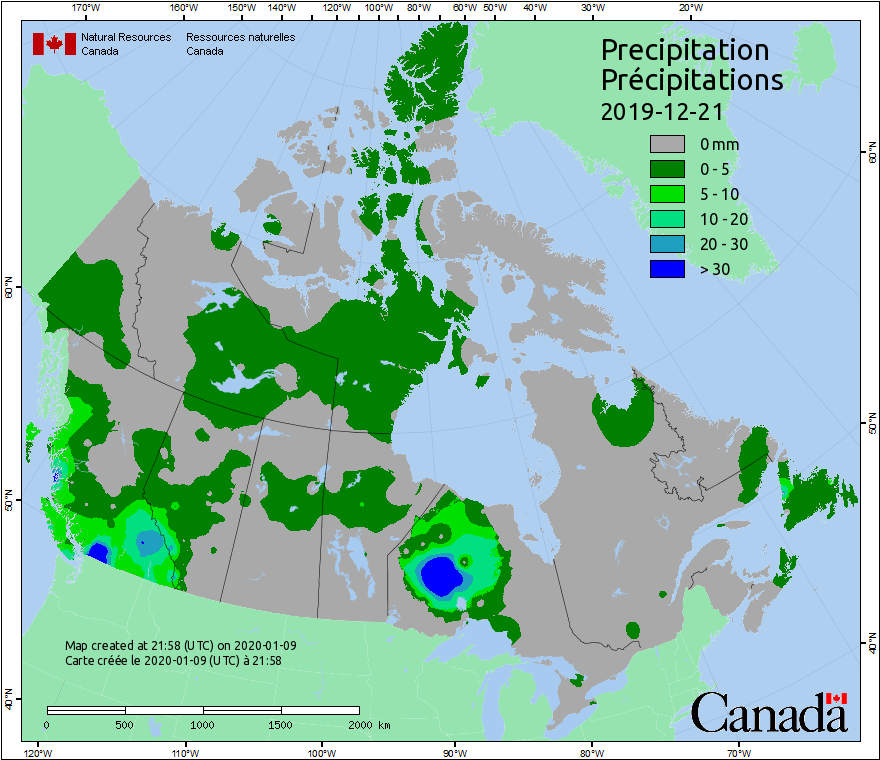 170°W 160°W 150°W 140°W 130°W 120°W 110°W 100°W 90°W 80°W 60°W 50°W 40°W 30°W 20°W
Natural Resources Ressources naturelles
Canada Canada
Precipitation
Précipitations
2019-12-21
0 mm
0 - 5
5 - 10
10 - 20
20 - 30
> 30
60°N
60°N
50°N
50°N
40°N
40°N
Map created at 21:58 (UTC) on 2020-01-09
Carte créée le 2020-01-09 (UTC) à 21:58
0 500 1000 1500 2000 km
Canada
120°W 110°W 100°W 90°W 80°W 70°W